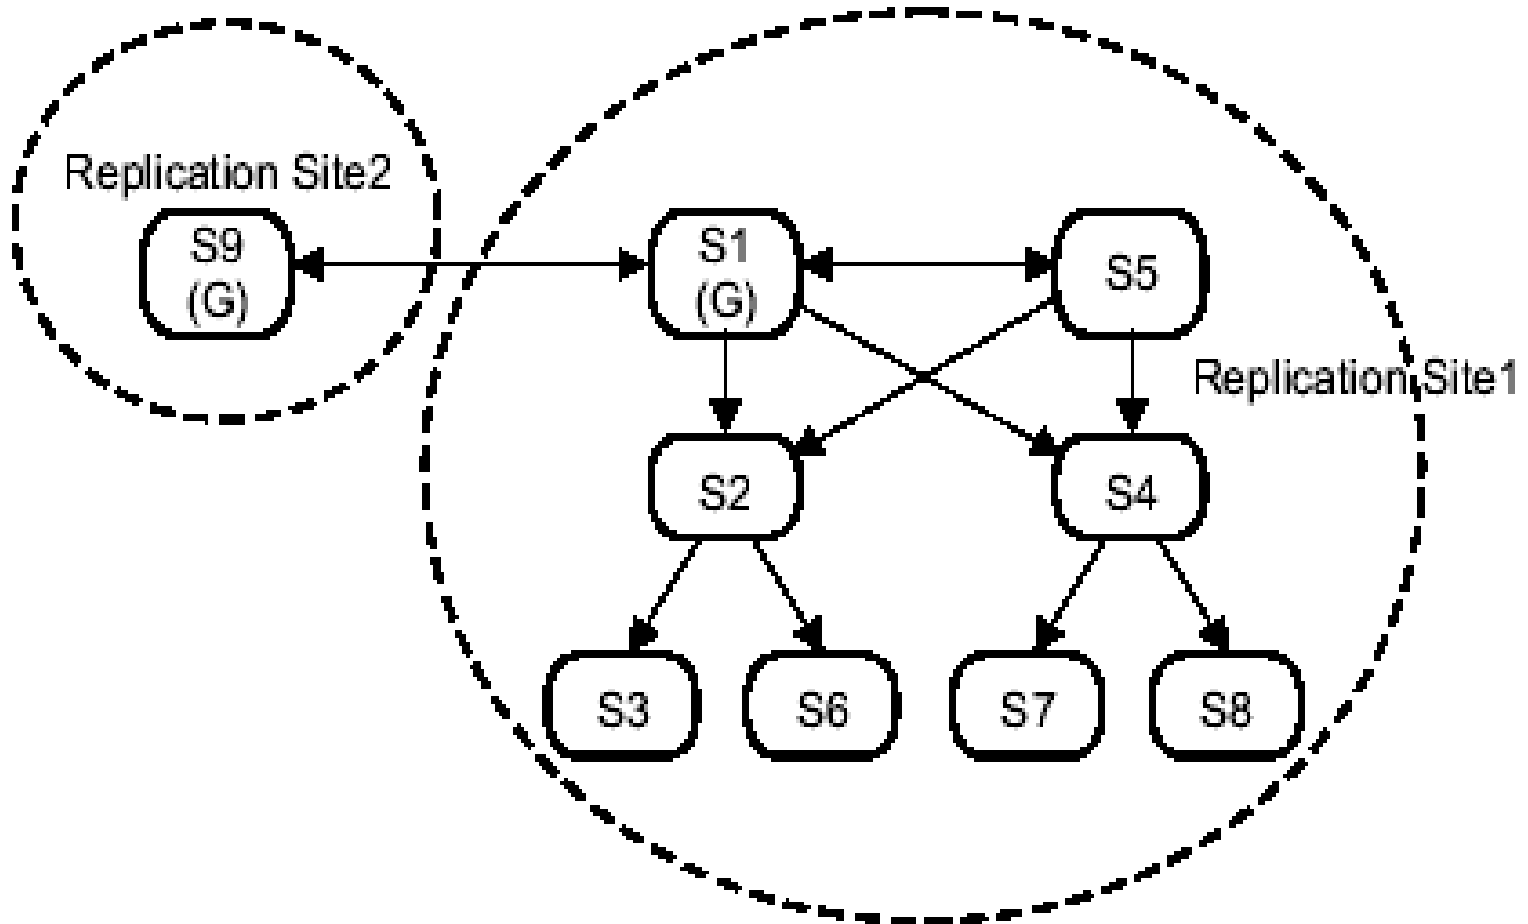 Replication Site2
S9
(G)
S1
(G)
S5
Replication Site1
S2
S4
S3
S6
S7
S8